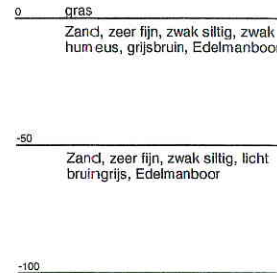 0 gras
Zand, zeer fijn, zwak siltig, zwak
humeus, grijsbruin, Edelmanboor
-50
Zand, zeer fijn, zwak siltig, licht
bruingrijs, Edelmanboor
-100